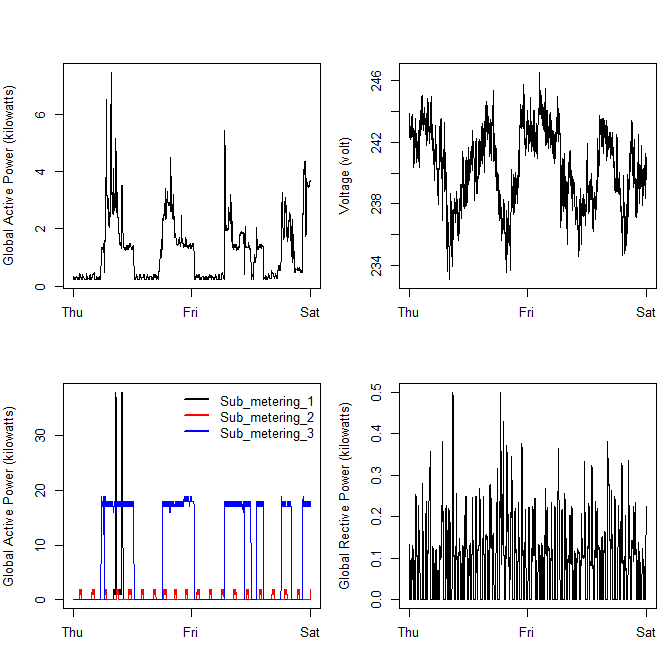 Global Active Power (kilowatts)
0 2 4 6
Thu Fri Sat
Voltage (volt)
234 238 242 246
Thu Fri Sat
Global Active Power (kilowatts)
0 10 20 30
Sub_metering_1
Sub_metering_2
Sub_metering_3
Thu Fri Sat
Global Rective Power (kilowatts)
0.0 0.1 0.2 0.3 0.4 0.5
Thu Fri Sat